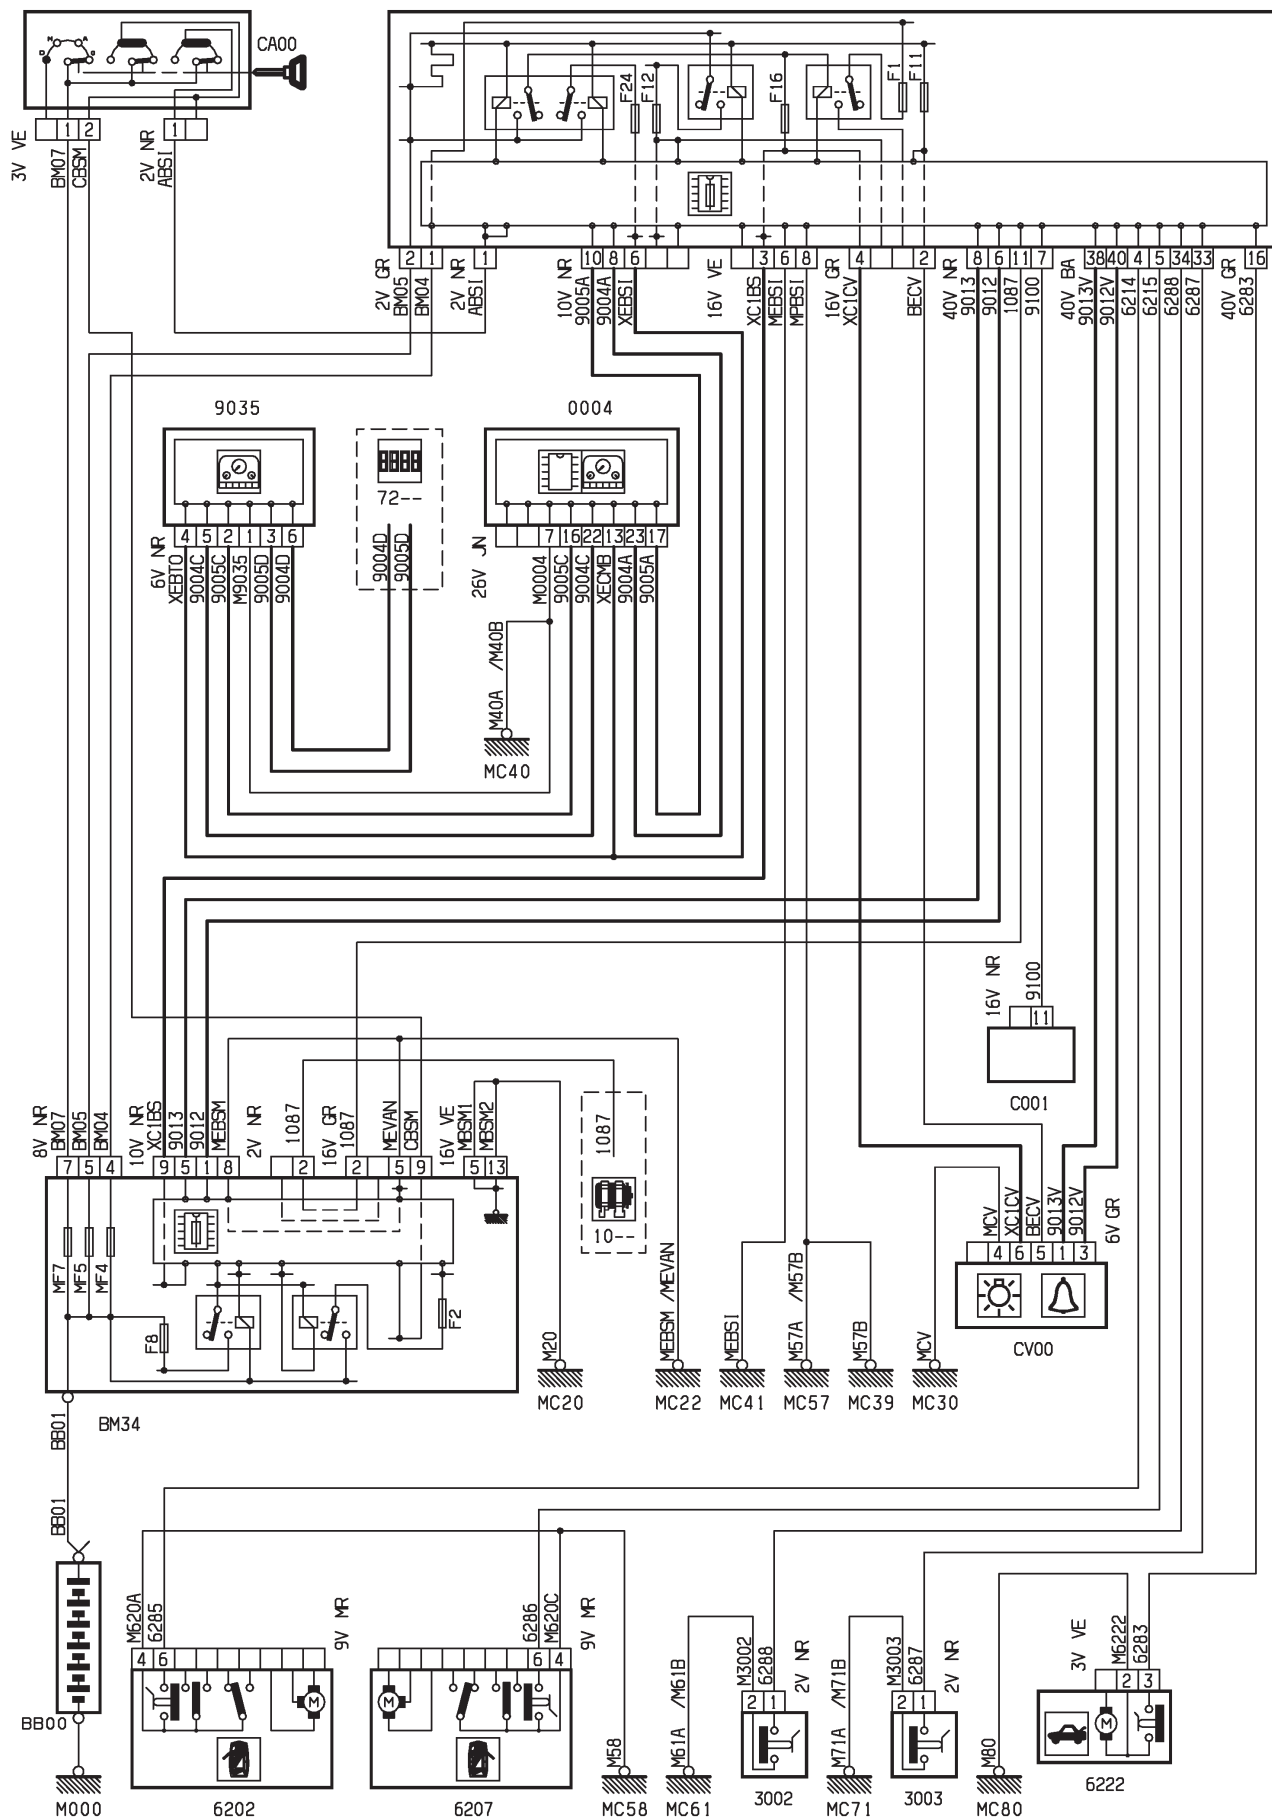 CA00
N A
D S
1 2
1
3V VE
BM07
CBSM
2V NR
ABSI
F24
F12
F16
F1
F11
2 1
1
10 8 6
3 6 8
4
2
8 6 11 7
38 40 4 5 34 33
16
2V GR
BM05
BM04
2V NR
ABSI
10V NR
9005A
9004A
XEBSI
16V VE
XC1BS
MEBSI
MPBSI
16V GR
XC1CV
BECV
40V NR
9013
9012
1087
9100
40V BA
9013V
9012V
6214
6215
6288
6287
40V GR
6283
9035
0004
72--
4 5 2 1 3 6
7 16 22 13 23 17
6V NR
XEBTO
9004C
9005C
M9035
9005D
9004D
9004D
9005D
26V JN
M0004
9005C
9004C
XECMB
9004A
9005A
M40A /M40B
MC40
16V NR
9100
11
C001
8V NR
BM07
BM05
BM04
10V NR
XC1BS
9013
9012
MEBSM
2V NR
1087
16V GR
1087
MEVAN
CBSM
16V VE
MBSM1
MBSM2
1087
7 5 4
9 5 1 8
2
2
5 9
5 13
10--
MF7
MF5
MF4
F8
F2
BM34
MCV
XC1CV
BECV
9013V
9012V
6V GR
4 6 5 1 3
CV00
M20
MEBSM /MEVAN
MEBSI
M57A /M57B
M57B
MCV
MC20
MC22
MC41
MC57
MC39
MC30
BB01
BB01
BB00
M000
M620A
6285
9V MR
4 6
M
6202
6286
M620C
9V MR
6 4
M
6207
M58
MC58
M61A /M61B
MC61
M3002
6288
2V NR
2 1
3002
M71A /M71B
MC71
M3003
6287
2V NR
2 1
3003
M80
MC80
3V VE
M6222
6283
2 3
M
6222